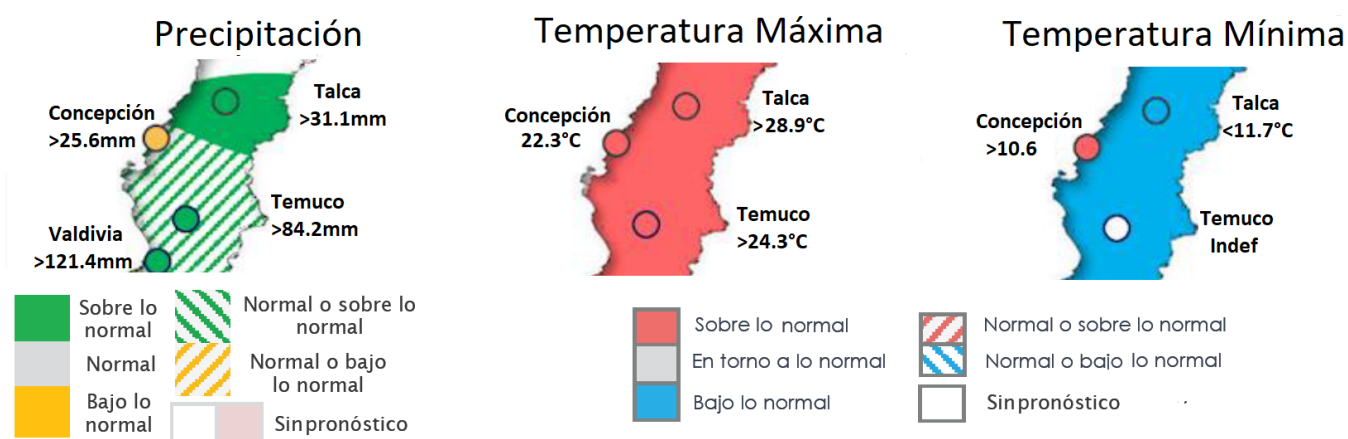 Precipitación
Talca
>31.1mm
Concepción
>25.6mm
Temuco
>84.2mm
Valdivia
>121.4mm
Sobre lo
normal
Normal
Bajo lo
normal
Normal o sobre lo
normal
Normal o bajo
lo normal
Sin pronóstico
Temperatura Máxima
Talca
>28.9°C
Concepción
22.3°C
Temuco
>24.3°C
Temperatura Mínima
Talca
<11.7°C
Concepción
>10.6
Temuco
Indef
Sobre lo normal
En torno a lo normal
Bajo lo normal
Normal o sobre lo normal
Normal o bajo lo normal
Sin pronóstico